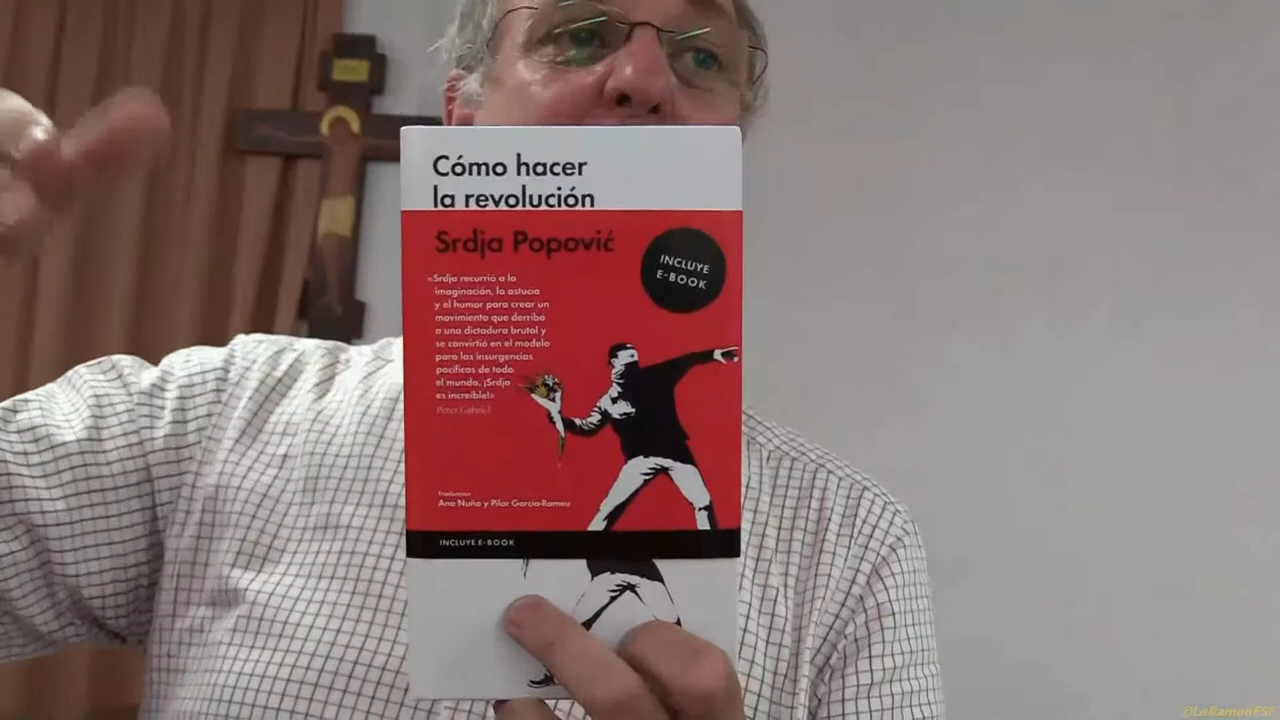 Cómo hacer
la revolución
Srdja Popović
INCLUYE
E-BOOK
«Srdja recurrió a la
imaginación, la astucia
y el humor para crear un
movimiento que derribó
a una dictadura brutal y
se convirtió en el modelo
para las insurgencias
pacíficas de todo
el mundo. ¡Srdja
es increíble!»
Peter Gabriel
Traducción
Ana Nuño y Pilar García-Romeu
INCLUYE E-BOOK
©LnRamonFSF